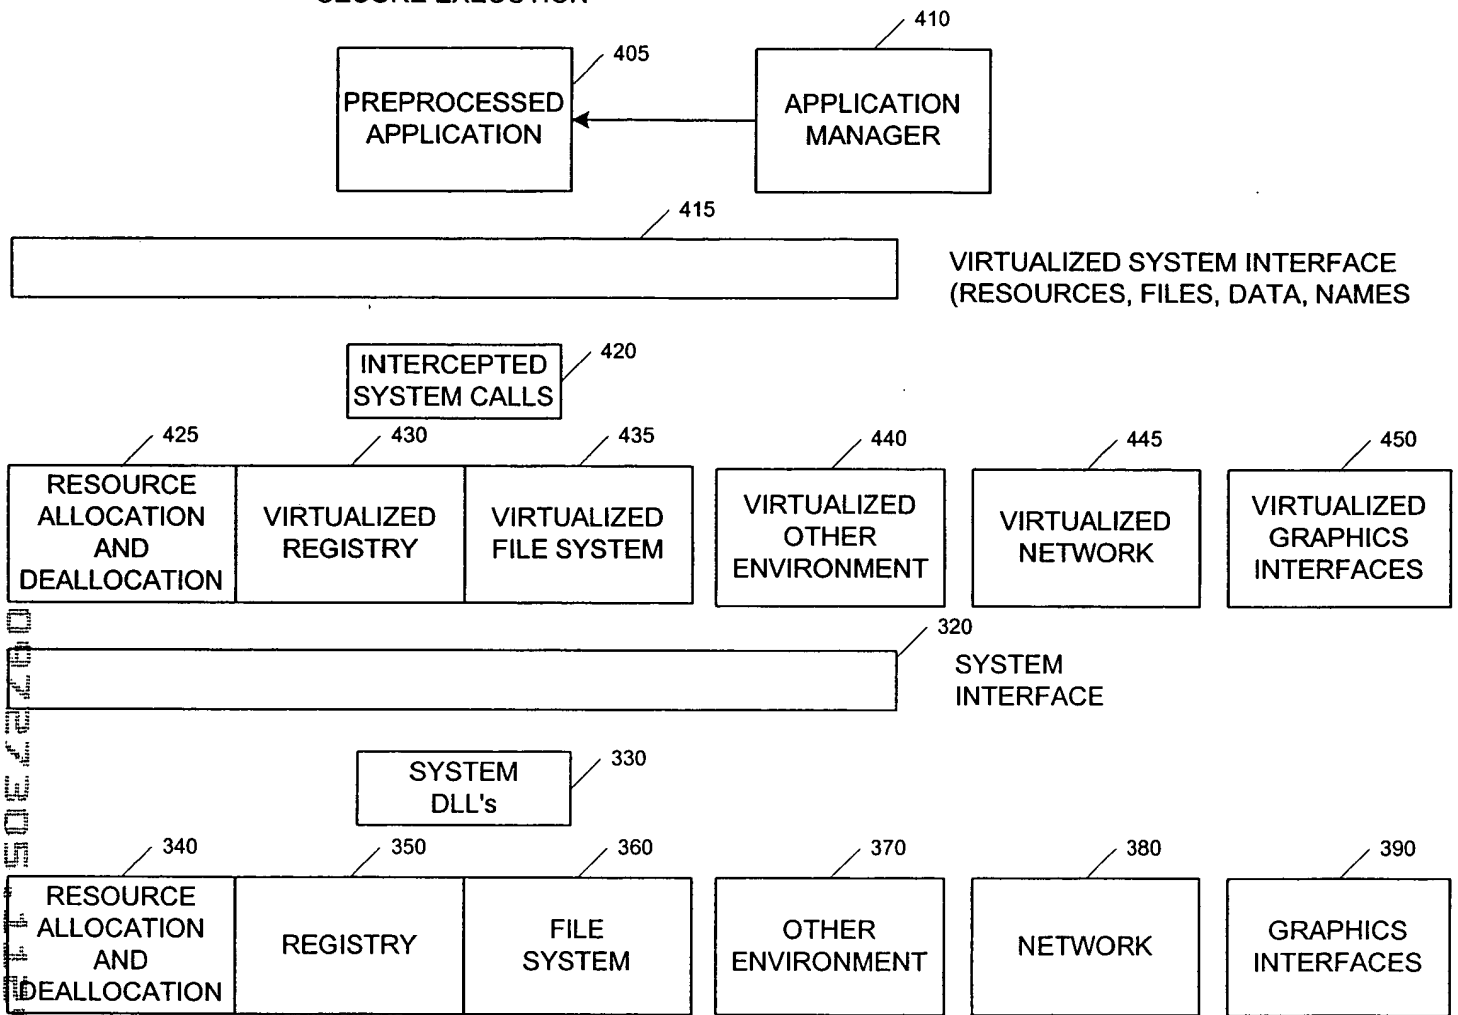 410
405
PREPROCESSED
APPLICATION
APPLICATION
MANAGER
415
VIRTUALIZED SYSTEM INTERFACE
(RESOURCES, FILES, DATA, NAMES
INTERCEPTED
SYSTEM CALLS
420
425
430
435
440
445
450
RESOURCE
ALLOCATION
AND
DEALLOCATION
VIRTUALIZED
REGISTRY
VIRTUALIZED
FILE SYSTEM
VIRTUALIZED
OTHER
ENVIRONMENT
VIRTUALIZED
NETWORK
VIRTUALIZED
GRAPHICS
INTERFACES
320
SYSTEM
INTERFACE
SYSTEM
DLL's
330
340
350
360
370
380
390
RESOURCE
ALLOCATION
AND
DEALLOCATION
REGISTRY
FILE
SYSTEM
OTHER
ENVIRONMENT
NETWORK
GRAPHICS
INTERFACES